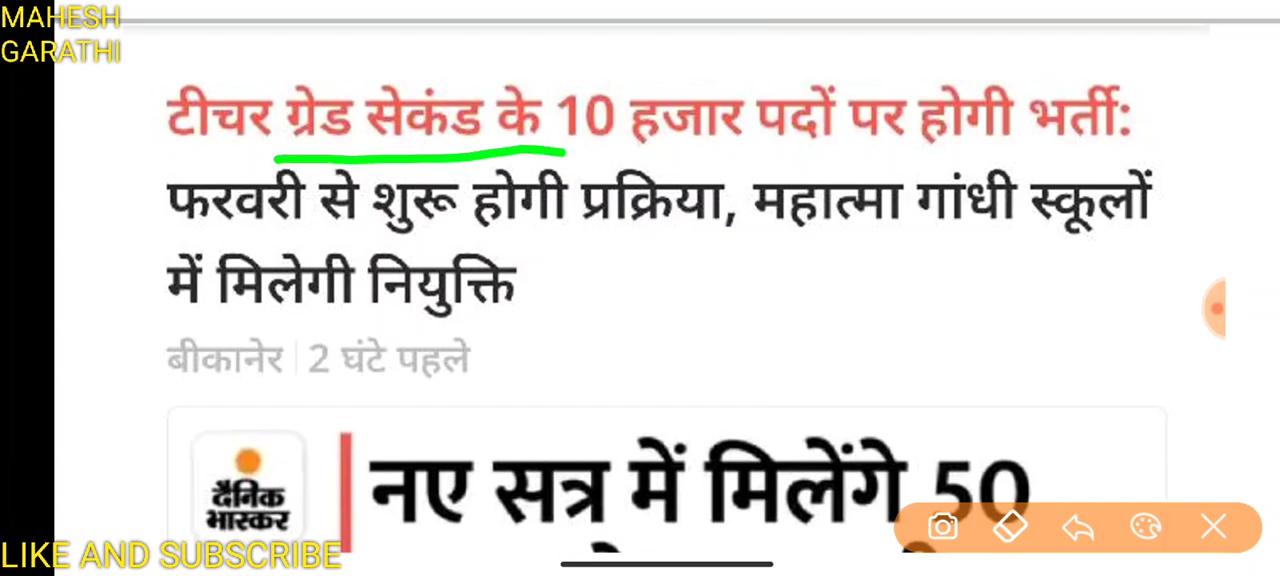 MAHESH
GARATHI
टीचर ग्रेड सेकंड के 10 हजार पदों पर होगी भर्ती:
फरवरी से शुरू होगी प्रक्रिया, महात्मा गांधी स्कूलों
में मिलेगी नियुक्ति
बीकानेर | 2 घंटे पहले
दैनिक
भास्कर
नए सत्र में मिलेंगे 50
LIKE AND SUBSCRIBE